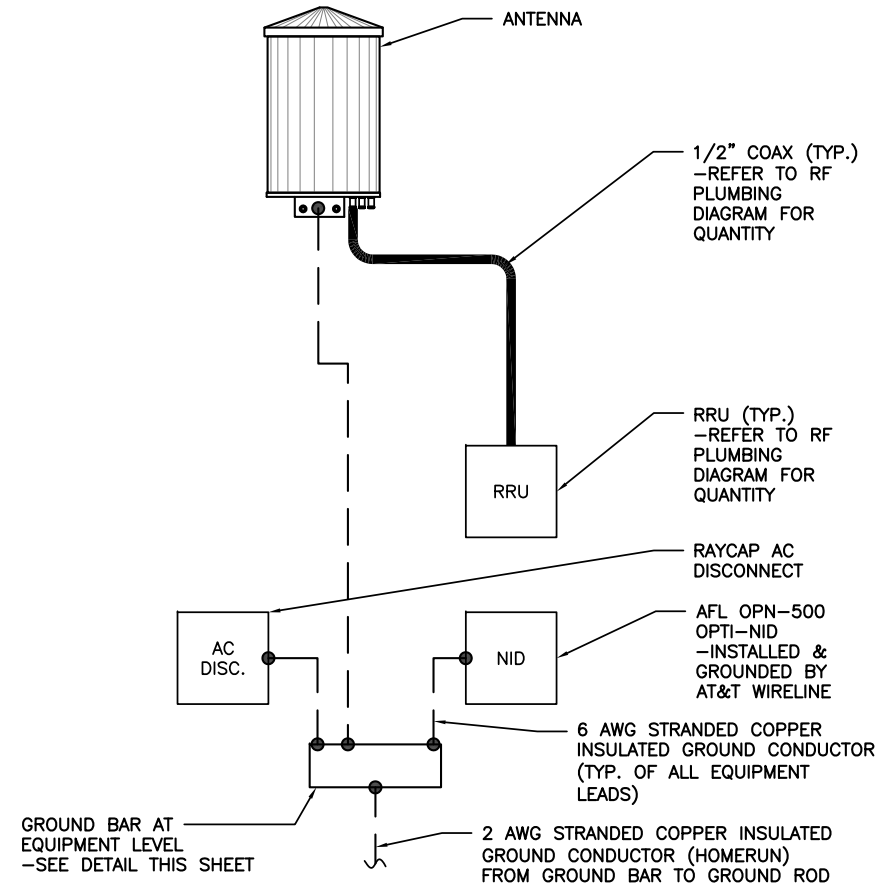 ANTENNA
1/2" COAX (TYP.)
-REFER TO RF
PLUMBING
DIAGRAM FOR
QUANTITY
RRU (TYP.)
-REFER TO RF
PLUMBING
DIAGRAM FOR
QUANTITY
RRU
RAYCAP AC
DISCONNECT
AC
DISC.
NID
AFL OPN-500
OPTI-NID
-INSTALLED &
GROUNDED BY
AT&T WIRELINE
6 AWG STRANDED COPPER
INSULATED GROUND CONDUCTOR
(TYP. OF ALL EQUIPMENT
LEADS)
GROUND BAR AT
EQUIPMENT LEVEL
-SEE DETAIL THIS SHEET
2 AWG STRANDED COPPER INSULATED
GROUND CONDUCTOR (HOMERUN)
FROM GROUND BAR TO GROUND ROD